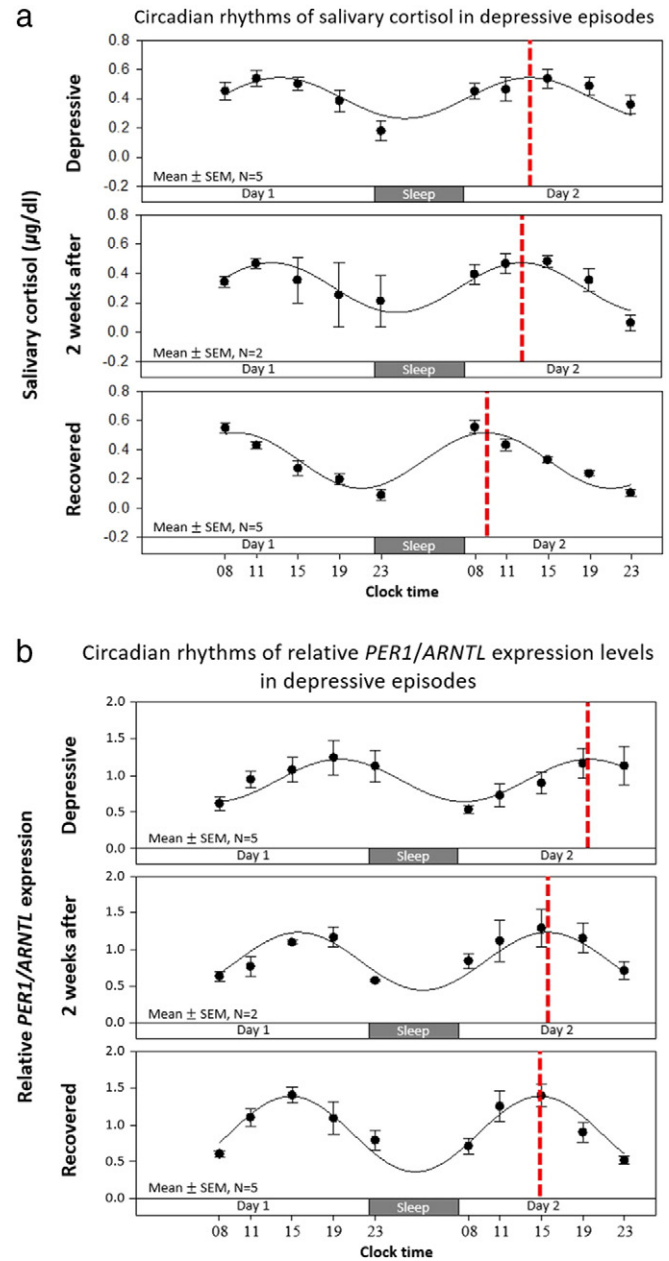 a
Circadian rhythms of salivary cortisol in depressive episodes
Salivary cortisol (µg/dl)
Depressive
0.8
0.6
0.4
0.2
0.0
-0.2
Mean ± SEM, N=5
Day 1 Sleep Day 2
2 weeks after
0.8
0.6
0.4
0.2
0.0
-0.2
Mean ± SEM, N=2
Day 1 Sleep Day 2
Recovered
0.8
0.6
0.4
0.2
0.0
-0.2
Mean ± SEM, N=5
Day 1 Sleep Day 2
08 11 15 19 23 08 11 15 19 23
Clock time
b
Circadian rhythms of relative PER1/ARNTL expression levels
in depressive episodes
Relative PER1/ARNTL expression
Depressive
2.0
1.5
1.0
0.5
0.0
Mean ± SEM, N=5
Day 1 Sleep Day 2
2 weeks after
2.0
1.5
1.0
0.5
0.0
Mean ± SEM, N=2
Day 1 Sleep Day 2
Recovered
2.0
1.5
1.0
0.5
0.0
Mean ± SEM, N=5
Day 1 Sleep Day 2
08 11 15 19 23 08 11 15 19 23
Clock time